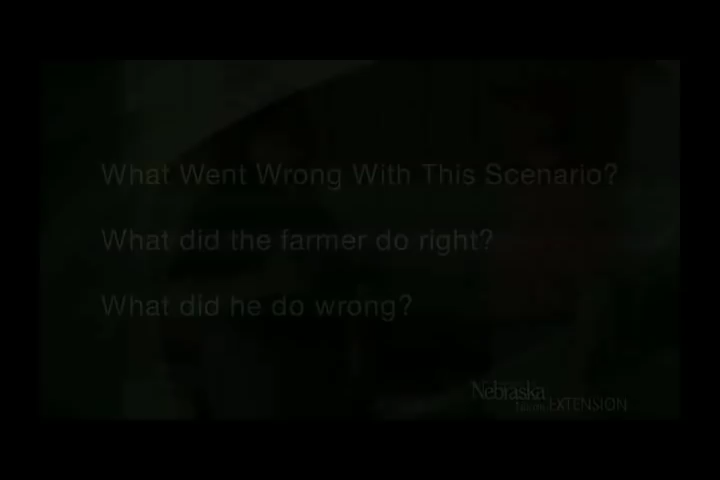 What Went Wrong With This Scenario?
What did the farmer do right?
What did he do wrong?
Nebraska
EXTENSION